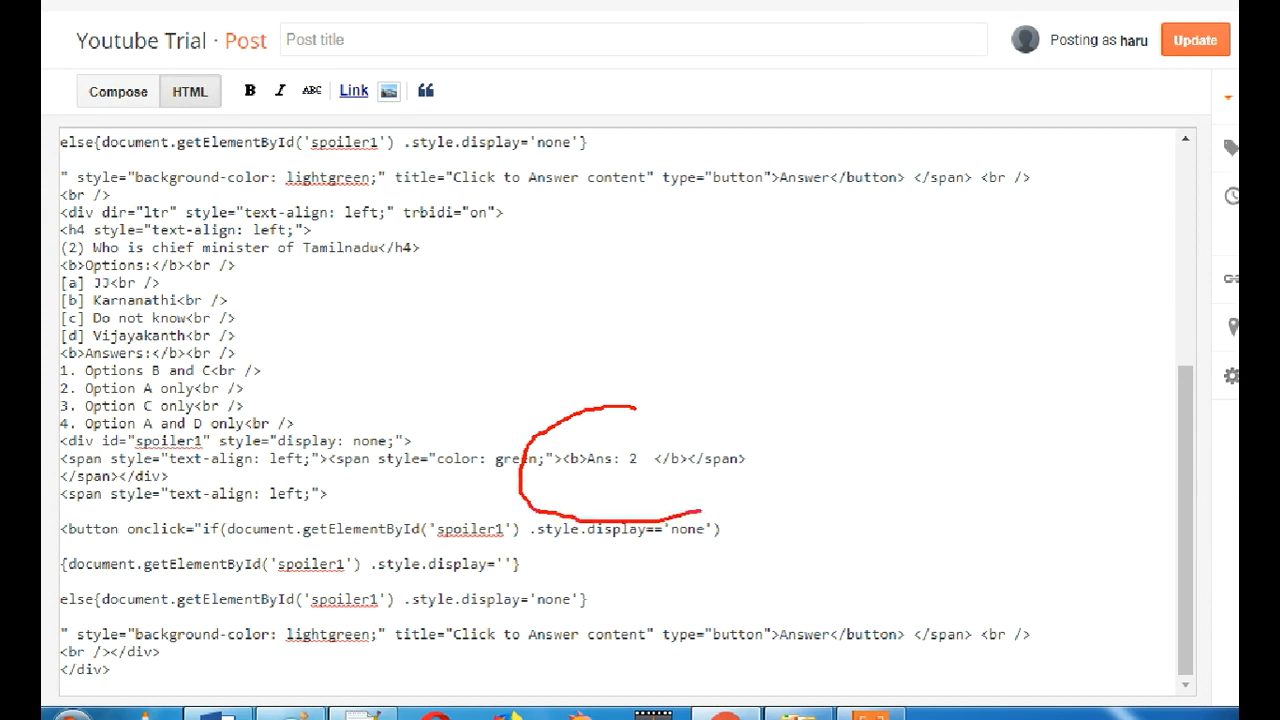 Youtube Trial · Post
Post title
Posting as haru
Update
Compose
HTML
B I ABC Link
else{document.getElementById('spoiler1') .style.display='none'}
" style="background-color: lightgreen;" title="Click to Answer content" type="button">Answer</button> </span> <br />
<br />
<div dir="ltr" style="text-align: left;" trbidi="on">
<h4 style="text-align: left;">
(2) Who is chief minister of Tamilnadu</h4>
<b>Options:</b><br />
[a] JJ<br />
[b] Karnanathi<br />
[c] Do not know<br />
[d] Vijayakanth<br />
<b>Answers:</b><br />
1. Options B and C<br />
2. Option A only<br />
3. Option C only<br />
4. Option A and D only<br />
<div id="spoiler1" style="display: none;">
<span style="text-align: left;"><span style="color: green;"><b>Ans: 2  </b></span>
</span></div>
<span style="text-align: left;">
<button onclick="if(document.getElementById('spoiler1') .style.display=='none')
{document.getElementById('spoiler1') .style.display=''}
else{document.getElementById('spoiler1') .style.display='none'}
" style="background-color: lightgreen;" title="Click to Answer content" type="button">Answer</button> </span> <br />
<br /></div>
</div>